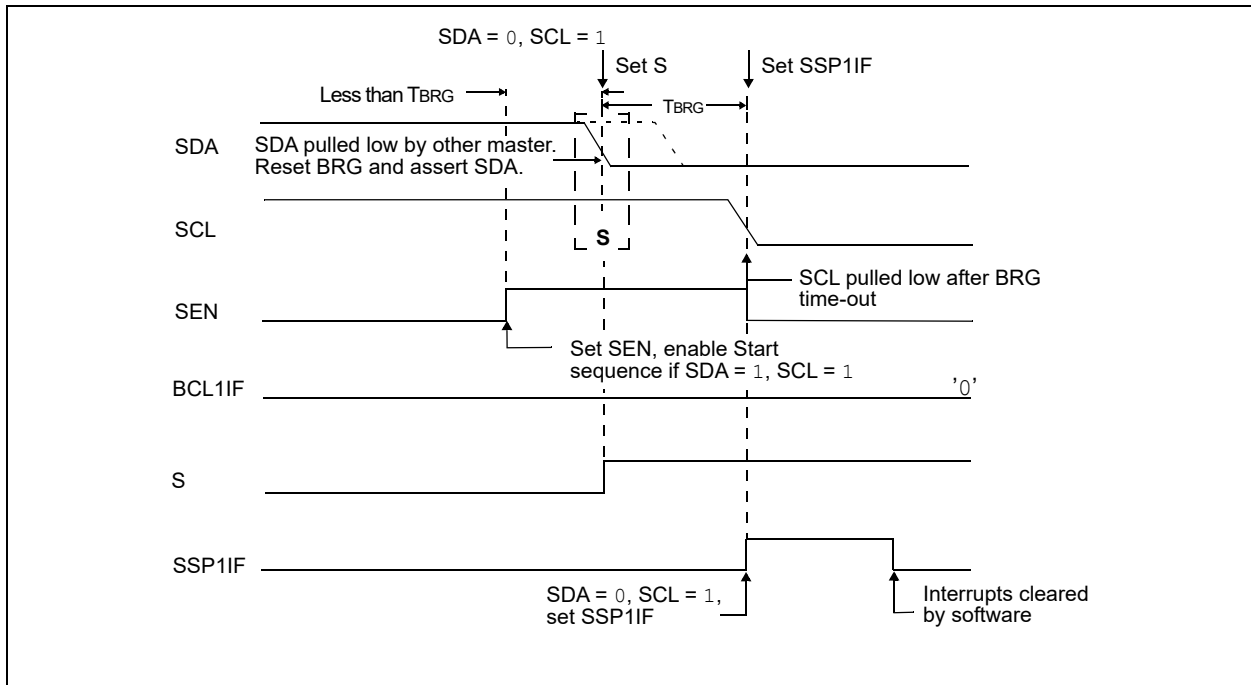 SDA = 0, SCL = 1
Set S
Set SSP1IF
Less than TBRG
TBRG
SDA
SDA pulled low by other master.
Reset BRG and assert SDA.
SCL
S
SCL pulled low after BRG
time-out
SEN
Set SEN, enable Start
sequence if SDA = 1, SCL = 1
BCL1IF
’0’
S
SSP1IF
SDA = 0, SCL = 1,
set SSP1IF
Interrupts cleared
by software